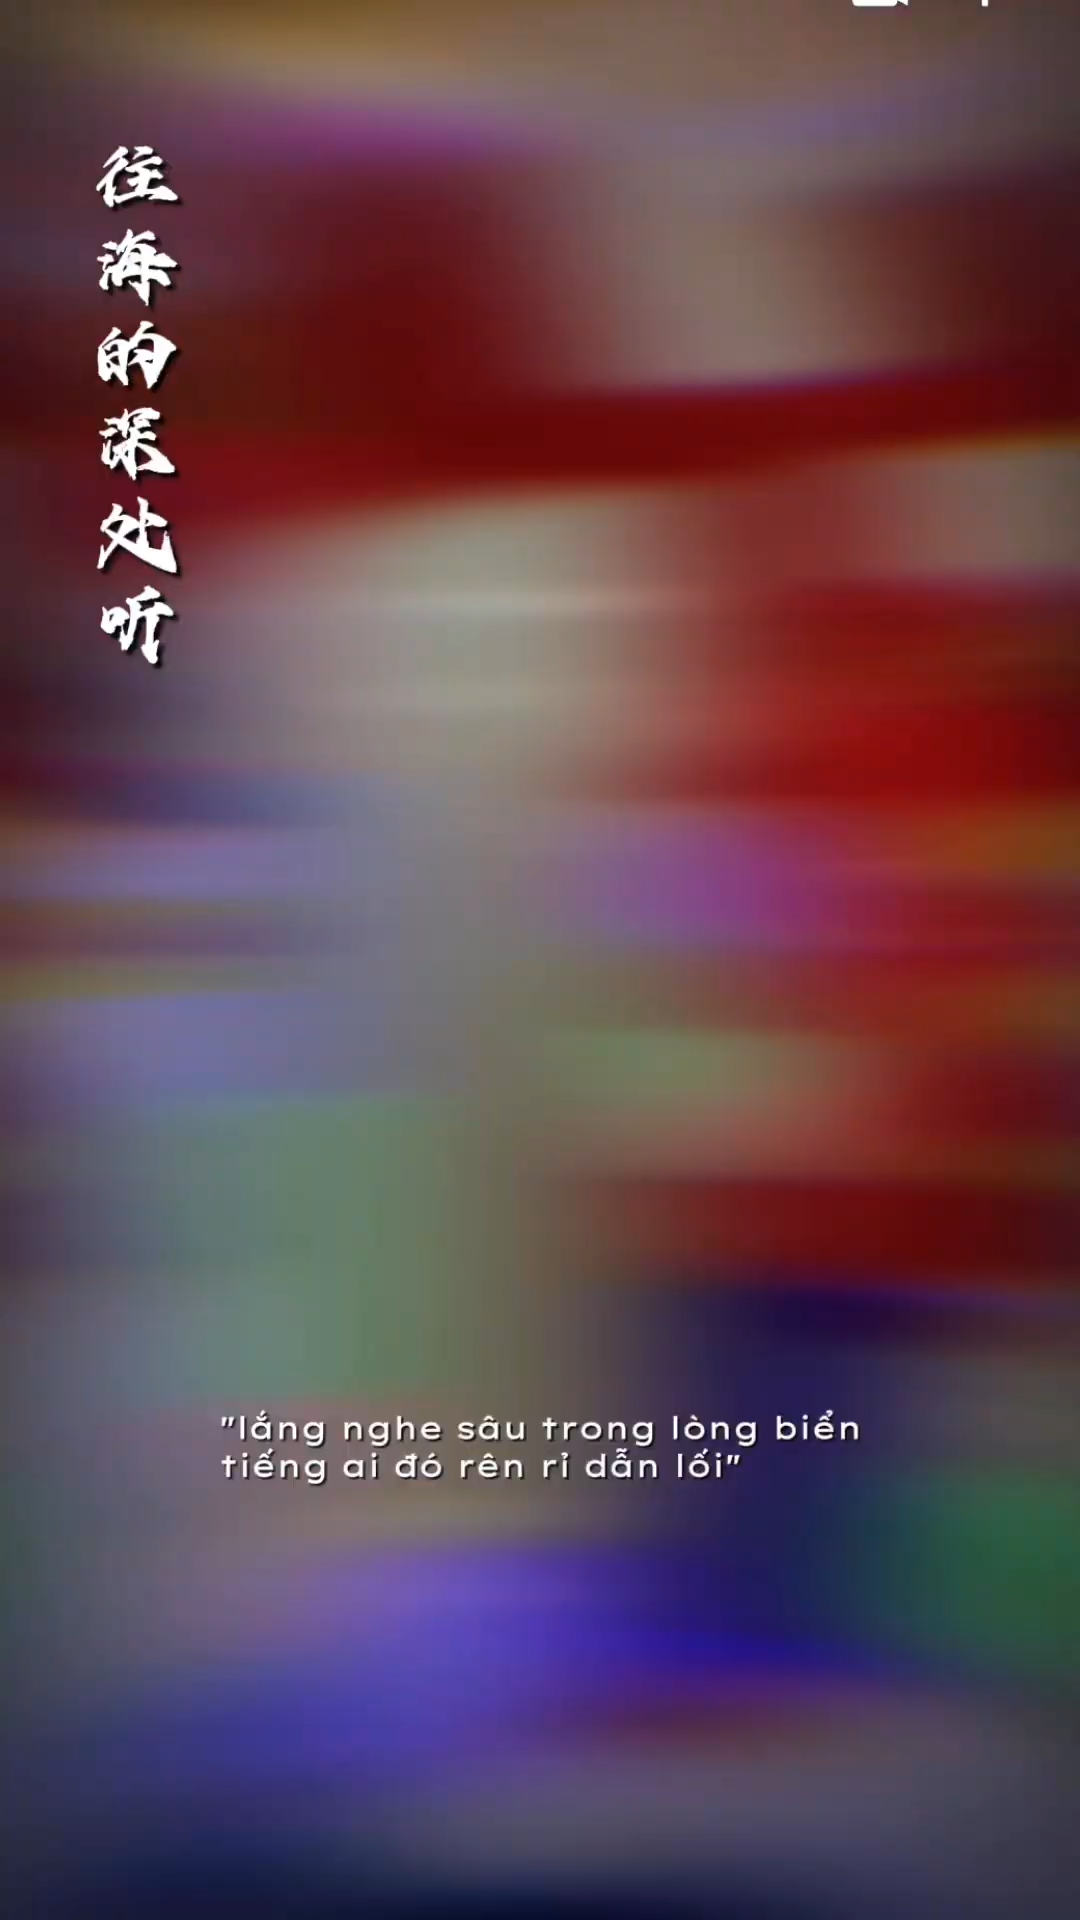 往海的深处听
"lắng nghe sâu trong lòng biển
tiếng ai đó rên rỉ dẫn lối"